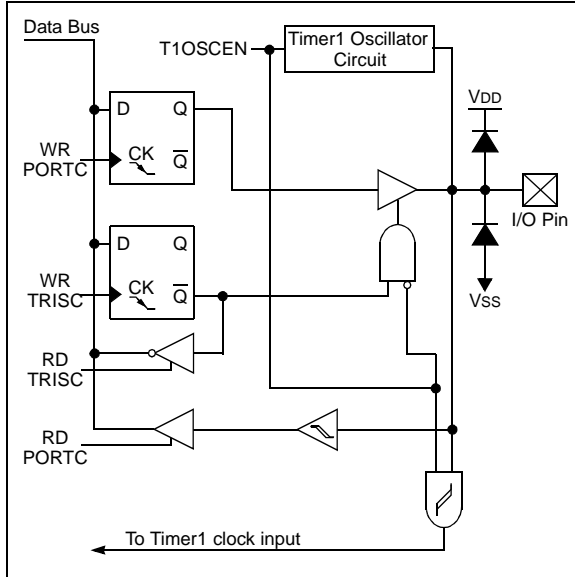 Data Bus
T1OSCEN
Timer1 Oscillator
Circuit
VDD
D Q
WR
PORTC
CK
Q
I/O Pin
D Q
WR
TRISC
CK
Q
VSS
RD
TRISC
RD
PORTC
To Timer1 clock input